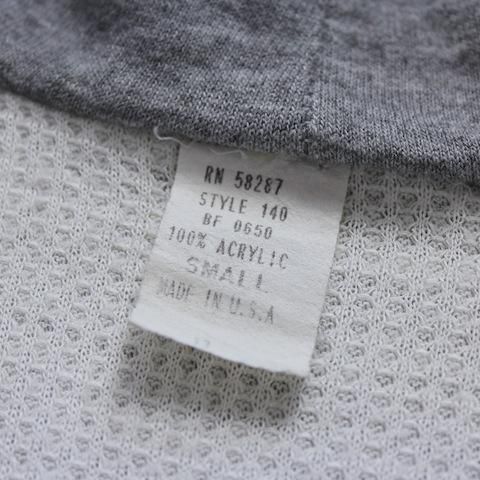 RN 58287
STYLE 140
BF 0650
100% ACRYLIC
SMALL
MADE IN U.S.A